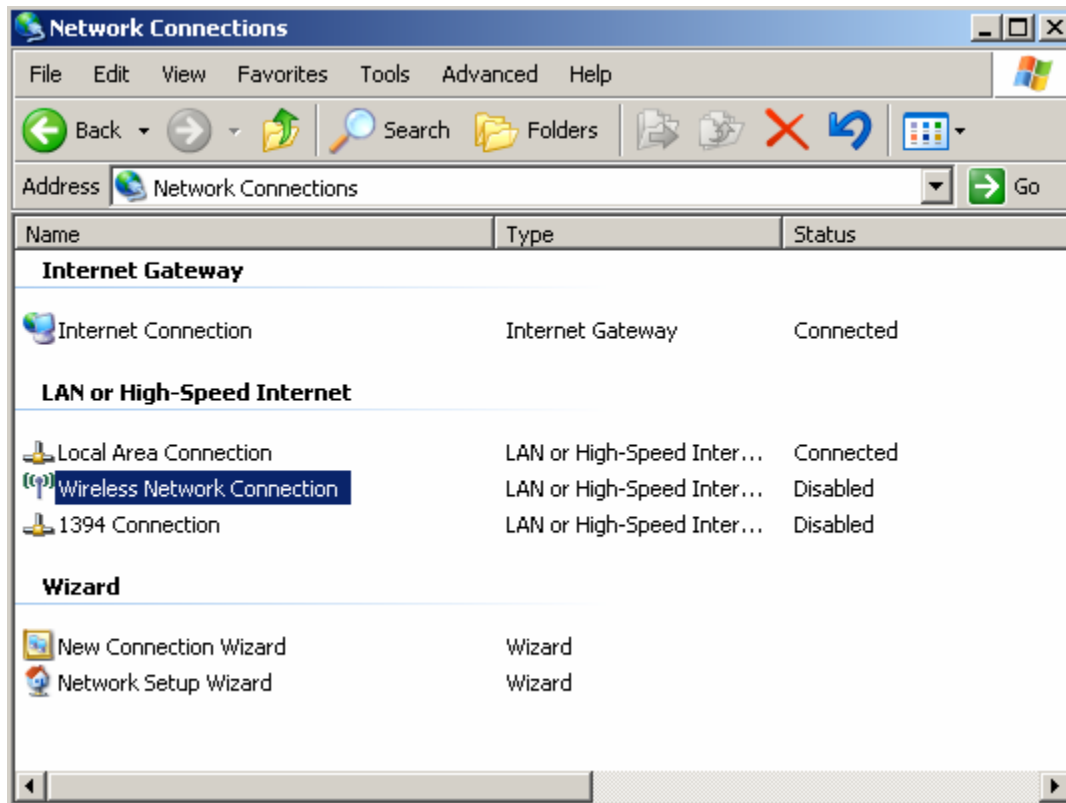 Network Connections
File Edit View Favorites Tools Advanced Help
Back Search Folders
Address Network Connections Go
Name Type Status
Internet Gateway
Internet Connection Internet Gateway Connected
LAN or High-Speed Internet
Local Area Connection LAN or High-Speed Inter... Connected
Wireless Network Connection LAN or High-Speed Inter... Disabled
1394 Connection LAN or High-Speed Inter... Disabled
Wizard
New Connection Wizard Wizard
Network Setup Wizard Wizard